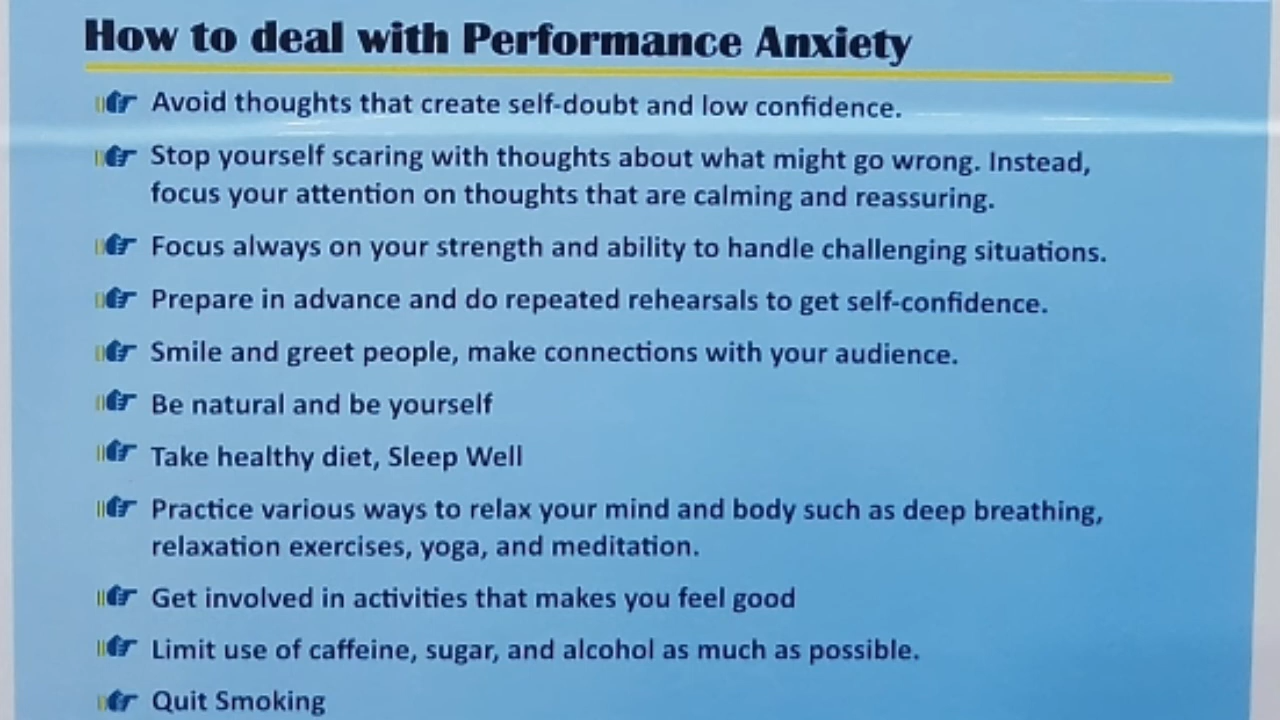 How to deal with Performance Anxiety
Avoid thoughts that create self-doubt and low confidence.
Stop yourself scaring with thoughts about what might go wrong. Instead,
focus your attention on thoughts that are calming and reassuring.
Focus always on your strength and ability to handle challenging situations.
Prepare in advance and do repeated rehearsals to get self-confidence.
Smile and greet people, make connections with your audience.
Be natural and be yourself
Take healthy diet, Sleep Well
Practice various ways to relax your mind and body such as deep breathing,
relaxation exercises, yoga, and meditation.
Get involved in activities that makes you feel good
Limit use of caffeine, sugar, and alcohol as much as possible.
Quit Smoking